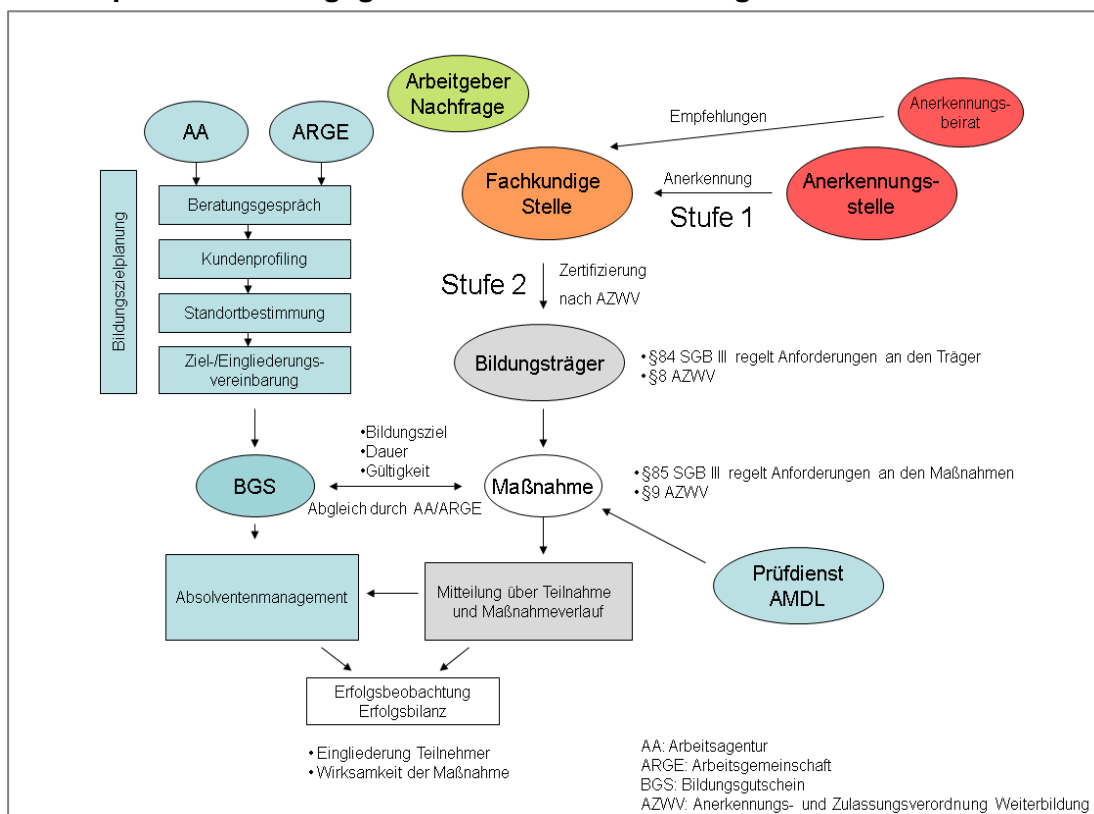 Arbeitgeber
Nachfrage
AA
ARGE
Empfehlungen
Anerkennungs-
beirat
Bildungszielplanung
Beratungsgespräch
Kundenprofiling
Standortbestimmung
Ziel-/Eingliederungs-
vereinbarung
Fachkundige
Stelle
Anerkennung
Stufe 1
Anerkennungs-
stelle
Stufe 2
Zertifizierung
nach AZWV
Bildungsträger
•§84 SGB III regelt Anforderungen an den Träger
•§8 AZWV
•Bildungsziel
•Dauer
•Gültigkeit
BGS
Abgleich durch AA/ARGE
Maßnahme
•§85 SGB III regelt Anforderungen an den Maßnahmen
•§9 AZWV
Absolventenmanagement
Mitteilung über Teilnahme
und Maßnahmeverlauf
Prüfdienst
AMDL
Erfolgsbeobachtung
Erfolgsbilanz
• Eingliederung Teilnehmer
• Wirksamkeit der Maßnahme
AA: Arbeitsagentur
ARGE: Arbeitsgemeinschaft
BGS: Bildungsgutschein
AZWV: Anerkennungs- und Zulassungsverordnung Weiterbildung